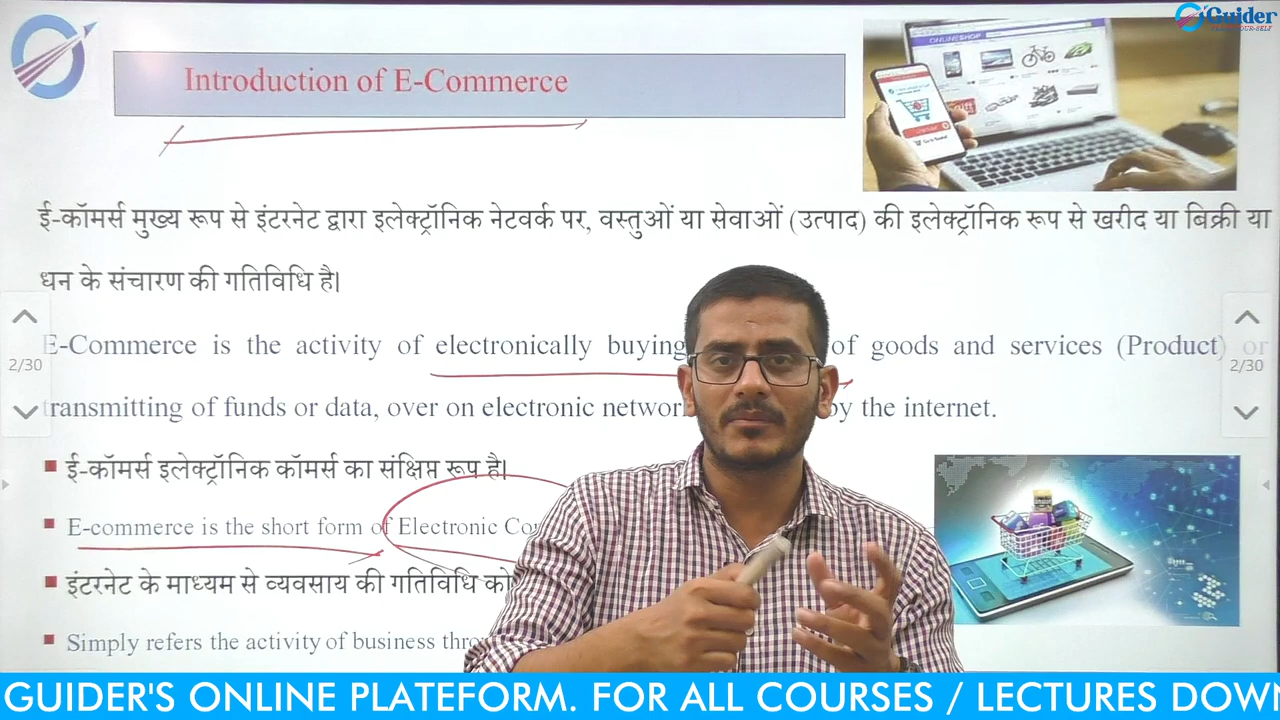 Guider
Introduction of E-Commerce
ONLINESHOP
ई-कॉमर्स मुख्य रूप से इंटरनेट द्वारा इलेक्ट्रॉनिक नेटवर्क पर, वस्तुओं या सेवाओं (उत्पाद) की इलेक्ट्रॉनिक रूप से खरीद या बिक्री या
धन के संचारण की गतिविधि है।
E-Commerce is the activity of electronically buying of goods and services (Product) or
2/30
2/30
transmitting of funds or data, over on electronic by the internet.
ई-कॉमर्स इलेक्ट्रॉनिक कॉमर्स का संक्षिप्त रूप है।
E-commerce is the short form of Electronic
इंटरनेट के माध्यम से व्यवसाय की गतिविधि को
Simply refers the activity of business
GUIDER'S ONLINE PLATEFORM. FOR ALL COURSES / LECTURES